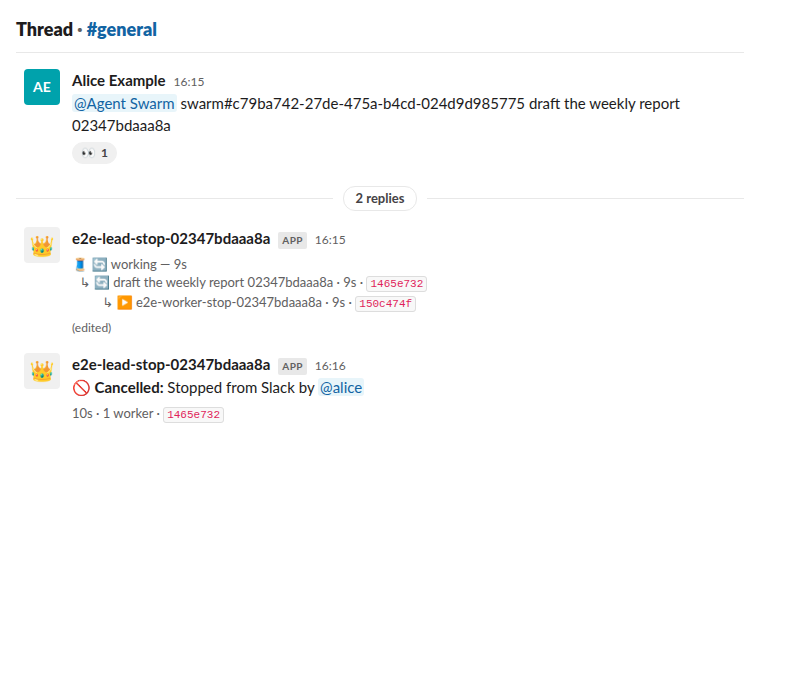 Thread • #general
AE
Alice Example 16:15
@Agent Swarm swarm#c79ba742-27de-475a-b4cd-024d9d985775 draft the weekly report
02347bdaaa8a
👀 1
2 replies
e2e-lead-stop-02347bdaaa8a APP 16:15
🧵 🔄 working — 9s
↳ 🔄 draft the weekly report 02347bdaaa8a · 9s · 1465e732
↳ ▶️ e2e-worker-stop-02347bdaaa8a · 9s · 150c474f
(edited)
e2e-lead-stop-02347bdaaa8a APP 16:16
🚫 Cancelled: Stopped from Slack by @alice
10s · 1 worker · 1465e732